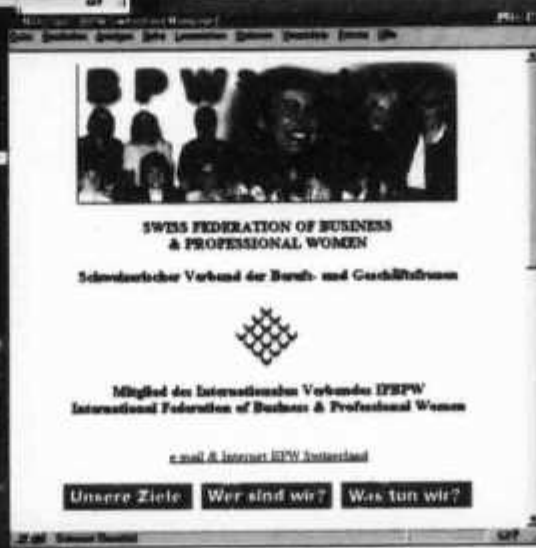 BPW
SWISS FEDERATION OF BUSINESS
& PROFESSIONAL WOMEN
Schweizerischer Verband der Berufs- und Geschäftsfrauen
Mitglied des Internationalen Verbandes IFBPW
International Federation of Business & Professional Women
e-mail & Internet BPW Switzerland
Unsere Ziele Wer sind wir? Was tun wir?